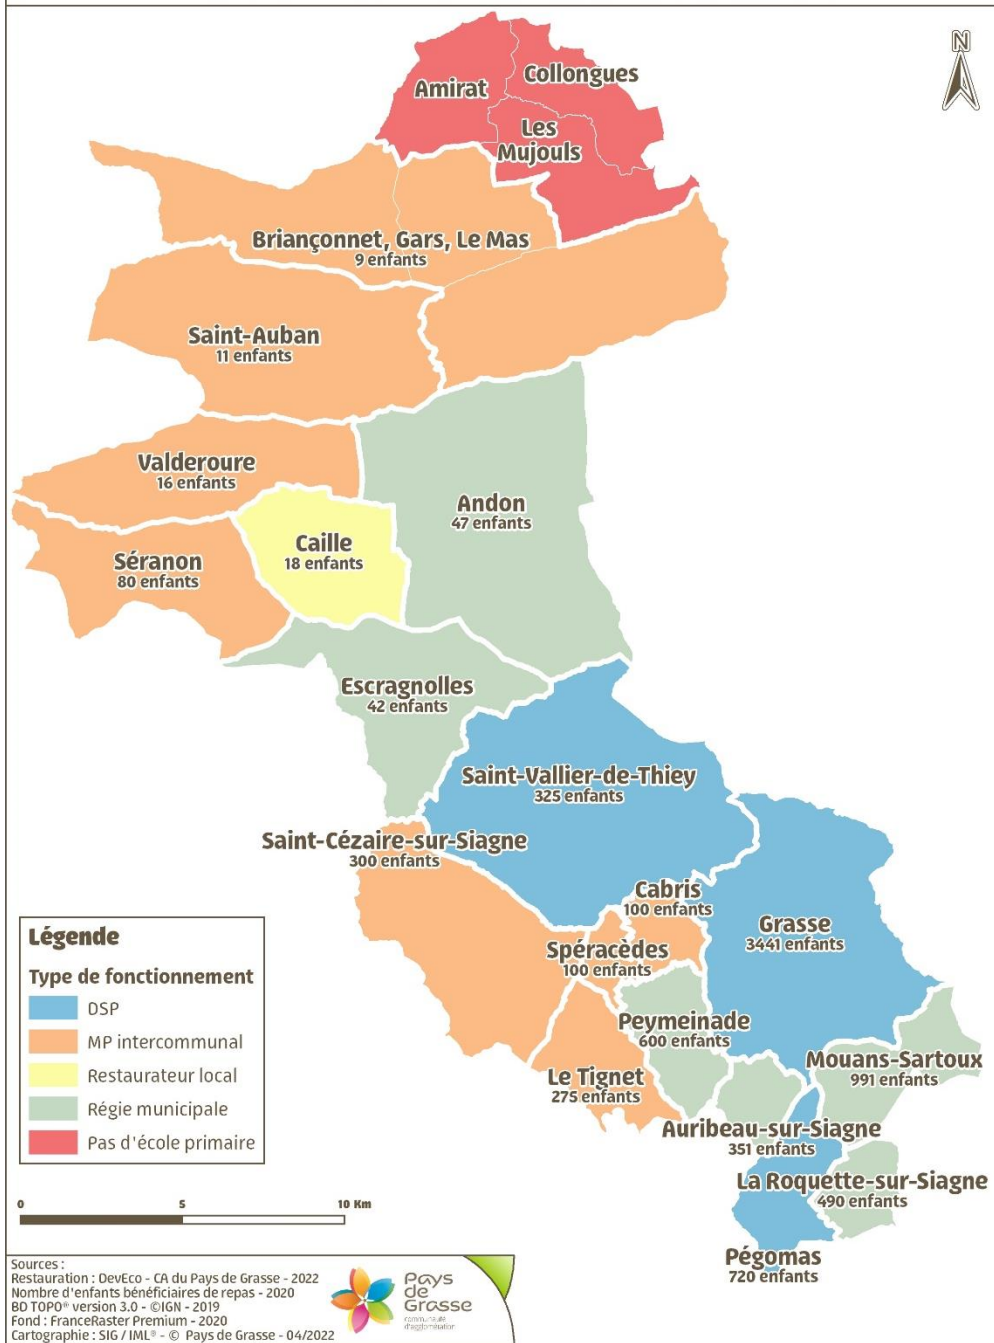 N
Collongues
Amirat
Les
Mujouls
Briançonnet, Gars, Le Mas
9 enfants
Saint-Auban
11 enfants
Valderoure
16 enfants
Andon
47 enfants
Caille
18 enfants
Séranon
80 enfants
Escragnolles
42 enfants
Saint-Vallier-de-Thiey
325 enfants
Saint-Cézaire-sur-Siagne
300 enfants
Cabris
100 enfants
Grasse
3441 enfants
Spéracèdes
100 enfants
Peymeinade
600 enfants
Mouans-Sartoux
991 enfants
Le Tignet
275 enfants
Auribeau-sur-Siagne
351 enfants
La Roquette-sur-Siagne
490 enfants
Pégomas
720 enfants
Légende
Type de fonctionnement
DSP
MP intercommunal
Restaurateur local
Régie municipale
Pas d'école primaire
0 5 10 Km
Sources :
Restauration : DevEco - CA du Pays de Grasse - 2022
Nombre d'enfants bénéficiaires de repas - 2020
BD TOPO® version 3.0 - ©IGN - 2019
Fond : FranceRaster Premium - 2020
Cartographie : SIG / IML® - © Pays de Grasse - 04/2022
Pays
de
Grasse
communauté
d'agglomération